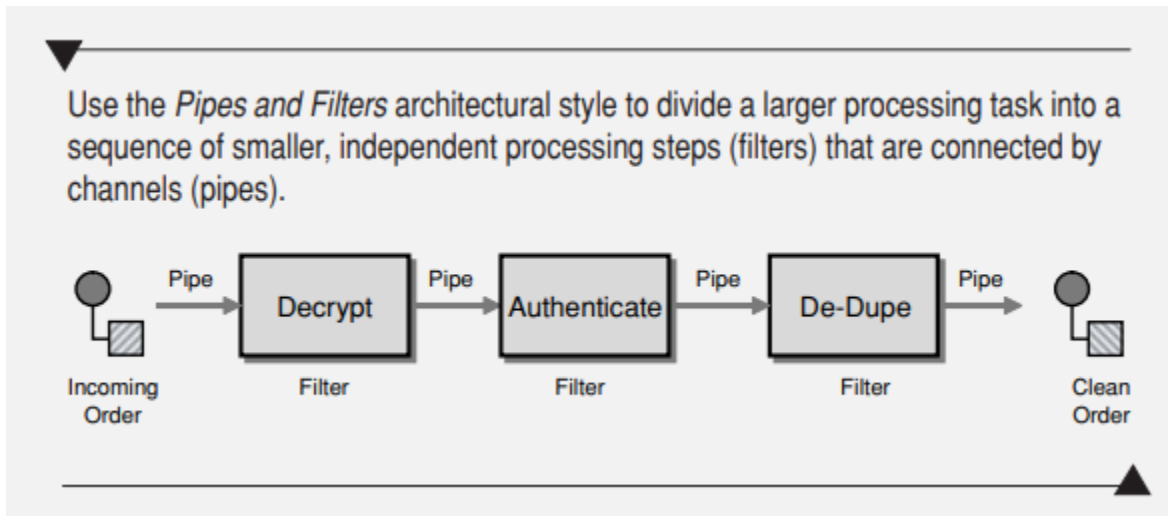 Use the Pipes and Filters architectural style to divide a larger processing task into a
sequence of smaller, independent processing steps (filters) that are connected by
channels (pipes).
Pipe
Pipe
Pipe
Pipe
Decrypt
Authenticate
De-Dupe
Incoming
Order
Filter
Filter
Filter
Clean
Order